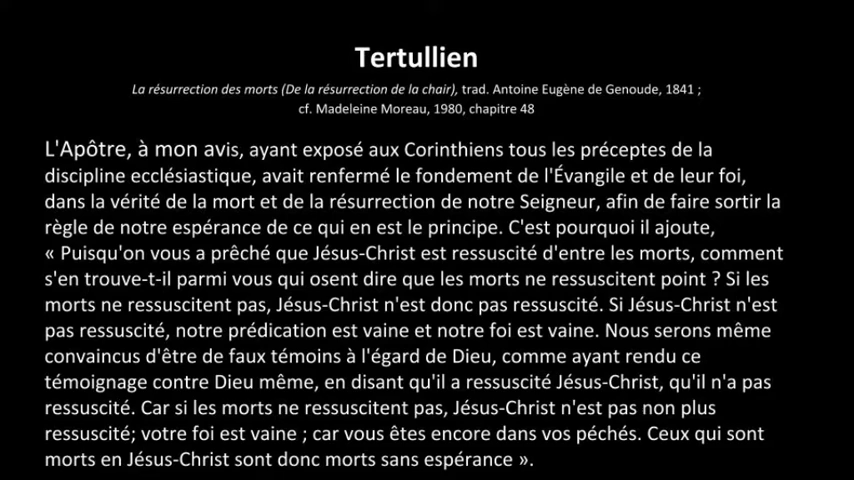 Tertullien
La résurrection des morts (De la résurrection de la chair), trad. Antoine Eugène de Genoude, 1841 ;
cf. Madeleine Moreau, 1980, chapitre 48
L'Apôtre, à mon avis, ayant exposé aux Corinthiens tous les préceptes de la
discipline ecclésiastique, avait renfermé le fondement de l'Évangile et de leur foi,
dans la vérité de la mort et de la résurrection de notre Seigneur, afin de faire sortir la
règle de notre espérance de ce qui en est le principe. C'est pourquoi il ajoute,
« Puisqu'on vous a prêché que Jésus-Christ est ressuscité d'entre les morts, comment
s'en trouve-t-il parmi vous qui osent dire que les morts ne ressuscitent point ? Si les
morts ne ressuscitent pas, Jésus-Christ n'est donc pas ressuscité. Si Jésus-Christ n'est
pas ressuscité, notre prédication est vaine et notre foi est vaine. Nous serons même
convaincus d'être de faux témoins à l'égard de Dieu, comme ayant rendu ce
témoignage contre Dieu même, en disant qu'il a ressuscité Jésus-Christ, qu'il n'a pas
ressuscité. Car si les morts ne ressuscitent pas, Jésus-Christ n'est pas non plus
ressuscité; votre foi est vaine ; car vous êtes encore dans vos péchés. Ceux qui sont
morts en Jésus-Christ sont donc morts sans espérance ».